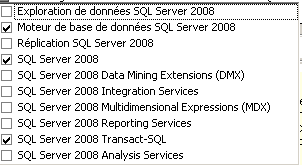 Exploration de données SQL Server 2008
Moteur de base de données SQL Server 2008
Réplication SQL Server 2008
SQL Server 2008
SQL Server 2008 Data Mining Extensions (DMX)
SQL Server 2008 Integration Services
SQL Server 2008 Multidimensional Expressions (MDX)
SQL Server 2008 Reporting Services
SQL Server 2008 Transact-SQL
SQL Server 2008 Analysis Services